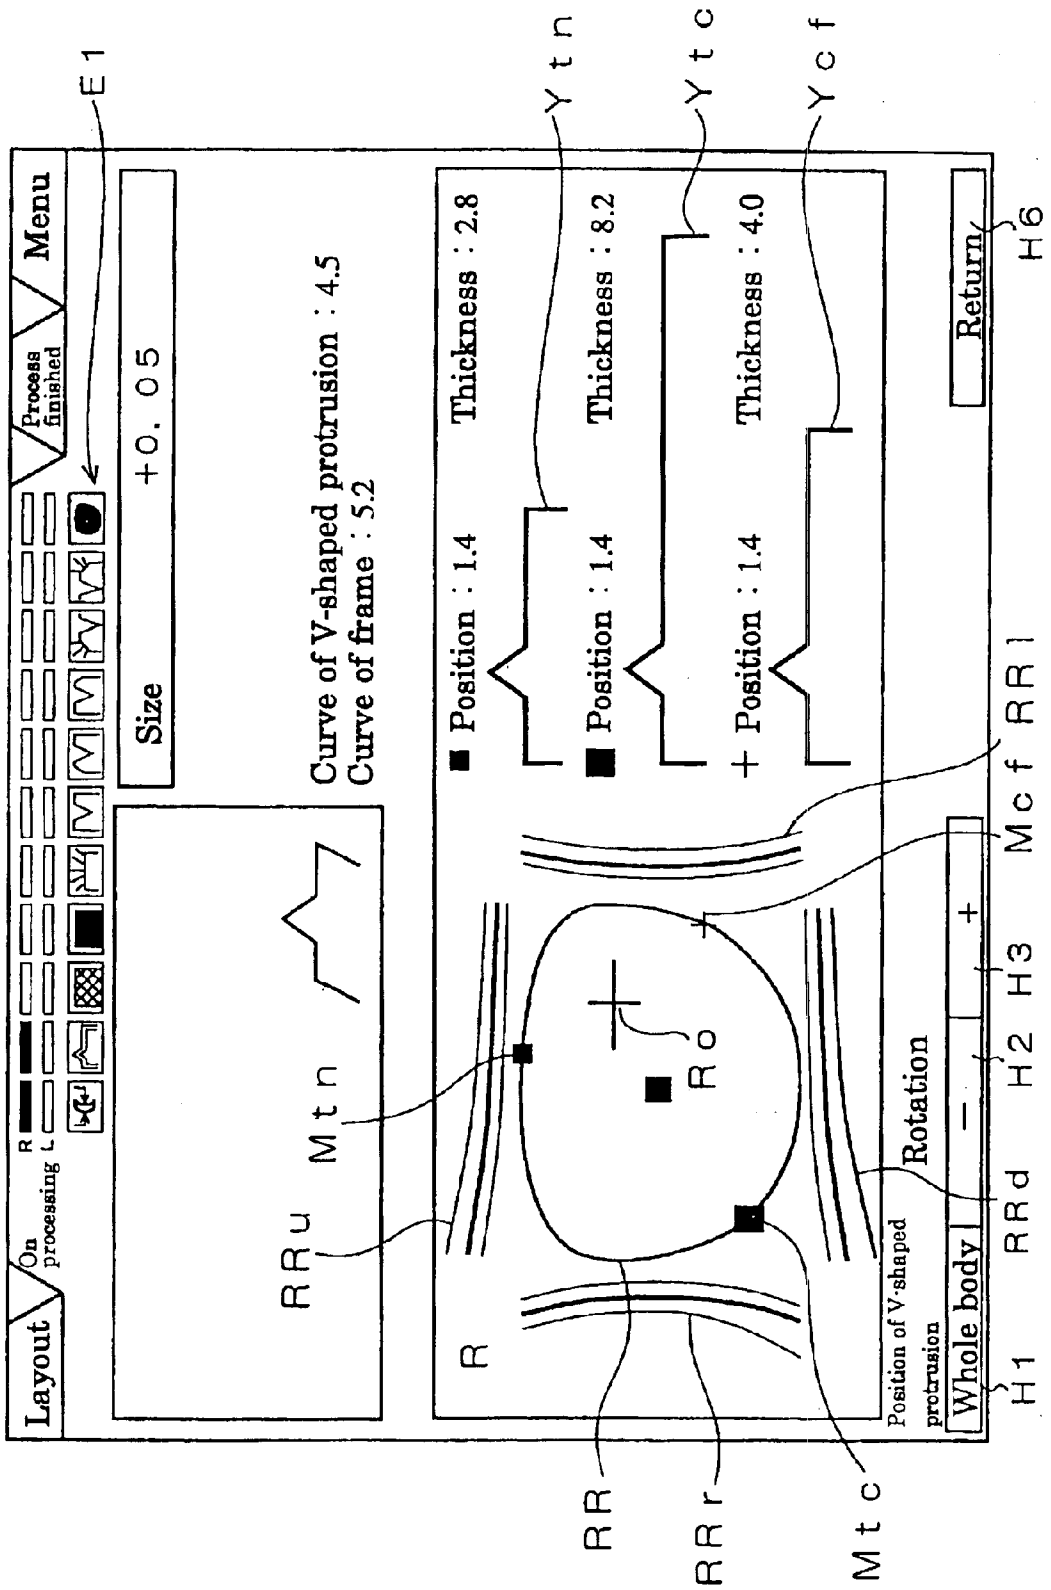 Layout
On
processing
R
L
Process
finished
Menu
E1
Size +0.05
Curve of V-shaped protrusion : 4.5
Curve of frame : 5.2
RRu
Mtn
R
■ Position : 1.4 Thickness : 2.8
Ytn
■ Position : 1.4 Thickness : 8.2
Ytc
+ Position : 1.4 Thickness : 4.0
Ycf
Ro
RR
RRr
Mtc
Position of V-shaped
protrusion
Rotation
Whole body − +
Return
H1
RRd
H2
H3
Mcf
RRl
H6